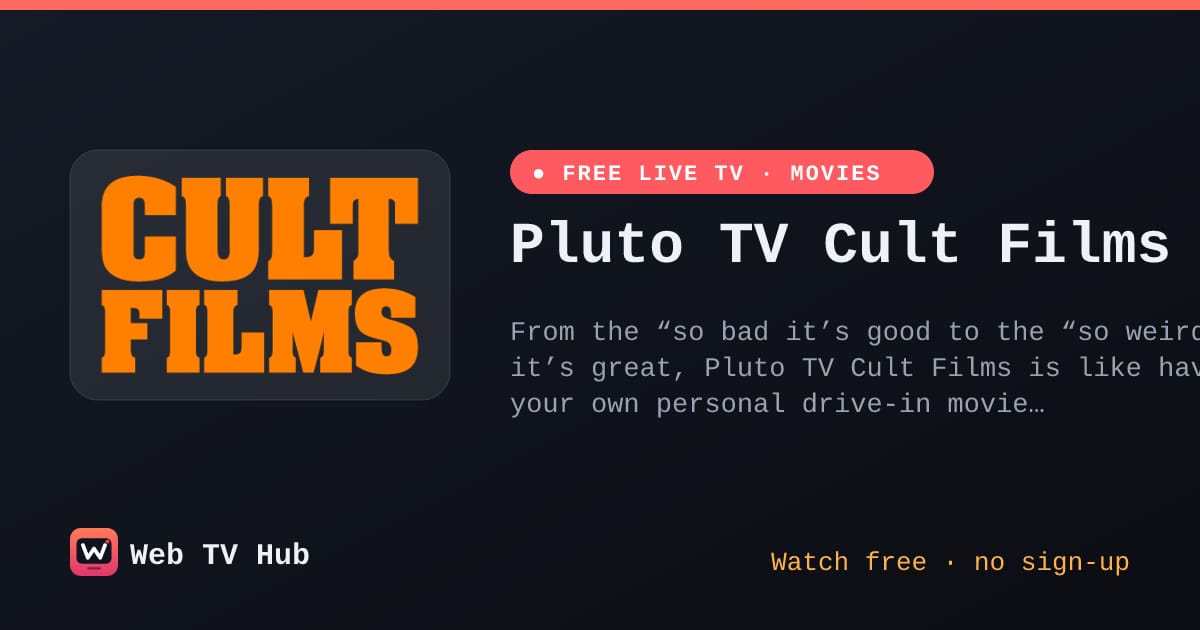 CULT
FILMS
● FREE LIVE TV · MOVIES
Pluto TV Cult Films
From the “so bad it’s good to the “so weird
it’s great, Pluto TV Cult Films is like hav
your own personal drive-in movie…
W
Web TV Hub
Watch free · no sign-up